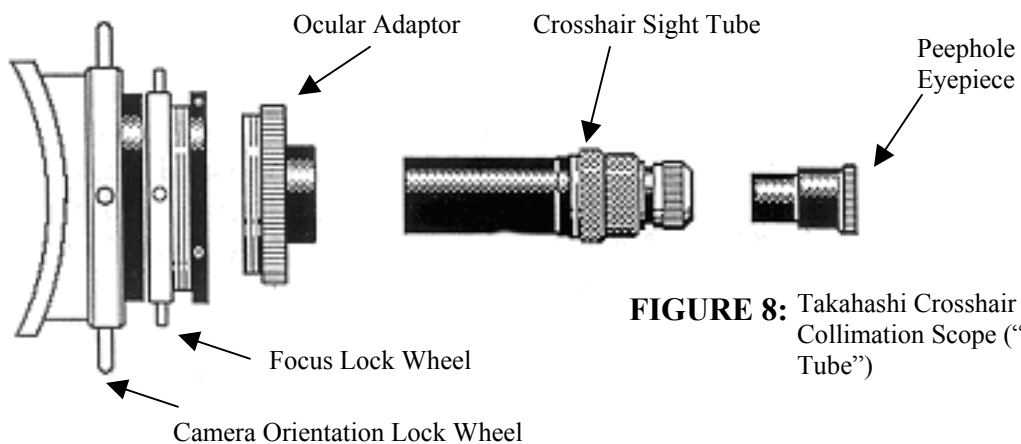 Ocular Adaptor
Crosshair Sight Tube
Peephole
Eyepiece
FIGURE 8: Takahashi Crosshair
Collimation Scope (“
Tube”)
Focus Lock Wheel
Camera Orientation Lock Wheel